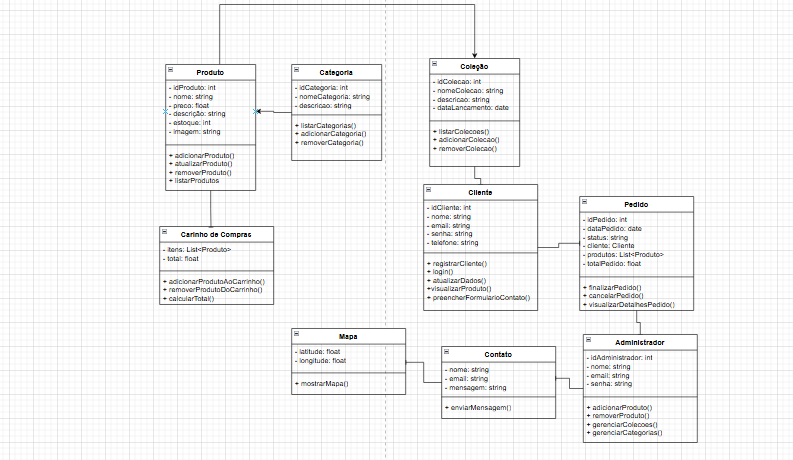 Produto
- idProduto: int
- nome: string
- preco: float
- descrição: string
- estoque: int
- imagem: string
+ adicionarProduto()
+ atualizarProduto()
+ removerProduto()
+ listarProdutos
Categoria
- idCategoria: int
- nomeCategoria: string
- descricao: string
+ listarCategorias()
+ adicionarCategoria()
+ removerCategoria()
Coleção
- idColecao: int
- nomeColecao: string
- descricao: string
- dataLancamento: date
+ listarColecoes()
+ adicionarColecao()
+ removerColecao()
Carinho de Compras
- itens: List<Produto>
- total: float
+ adicionarProdutoAoCarrinho()
+ removerProdutoDoCarrinho()
+ calcularTotal()
Cliente
- idCliente: int
- nome: string
- email: string
- senha: string
- telefone: string
+ registrarCliente()
+ login()
+ atualizarDados()
+visualizarProduto()
+ preencherFormularioContato()
Pedido
- idPedido: int
- dataPedido: date
- status: string
- cliente: Cliente
- produtos: List<Produto>
- totalPedido: float
+ finalizarPedido()
+ cancelarPedido()
+ visualizarDetalhesPedido()
Mapa
- latitude: float
- longitude: float
+ mostrarMapa()
Contato
- nome: string
- email: string
- mensagem: string
+ enviarMensagem()
Administrador
- idAdministrador: int
- nome: string
- email: string
- senha: string
+ adicionarProduto()
+ removerProduto()
+ gerenciarColecoes()
+ gerenciarCategorias()